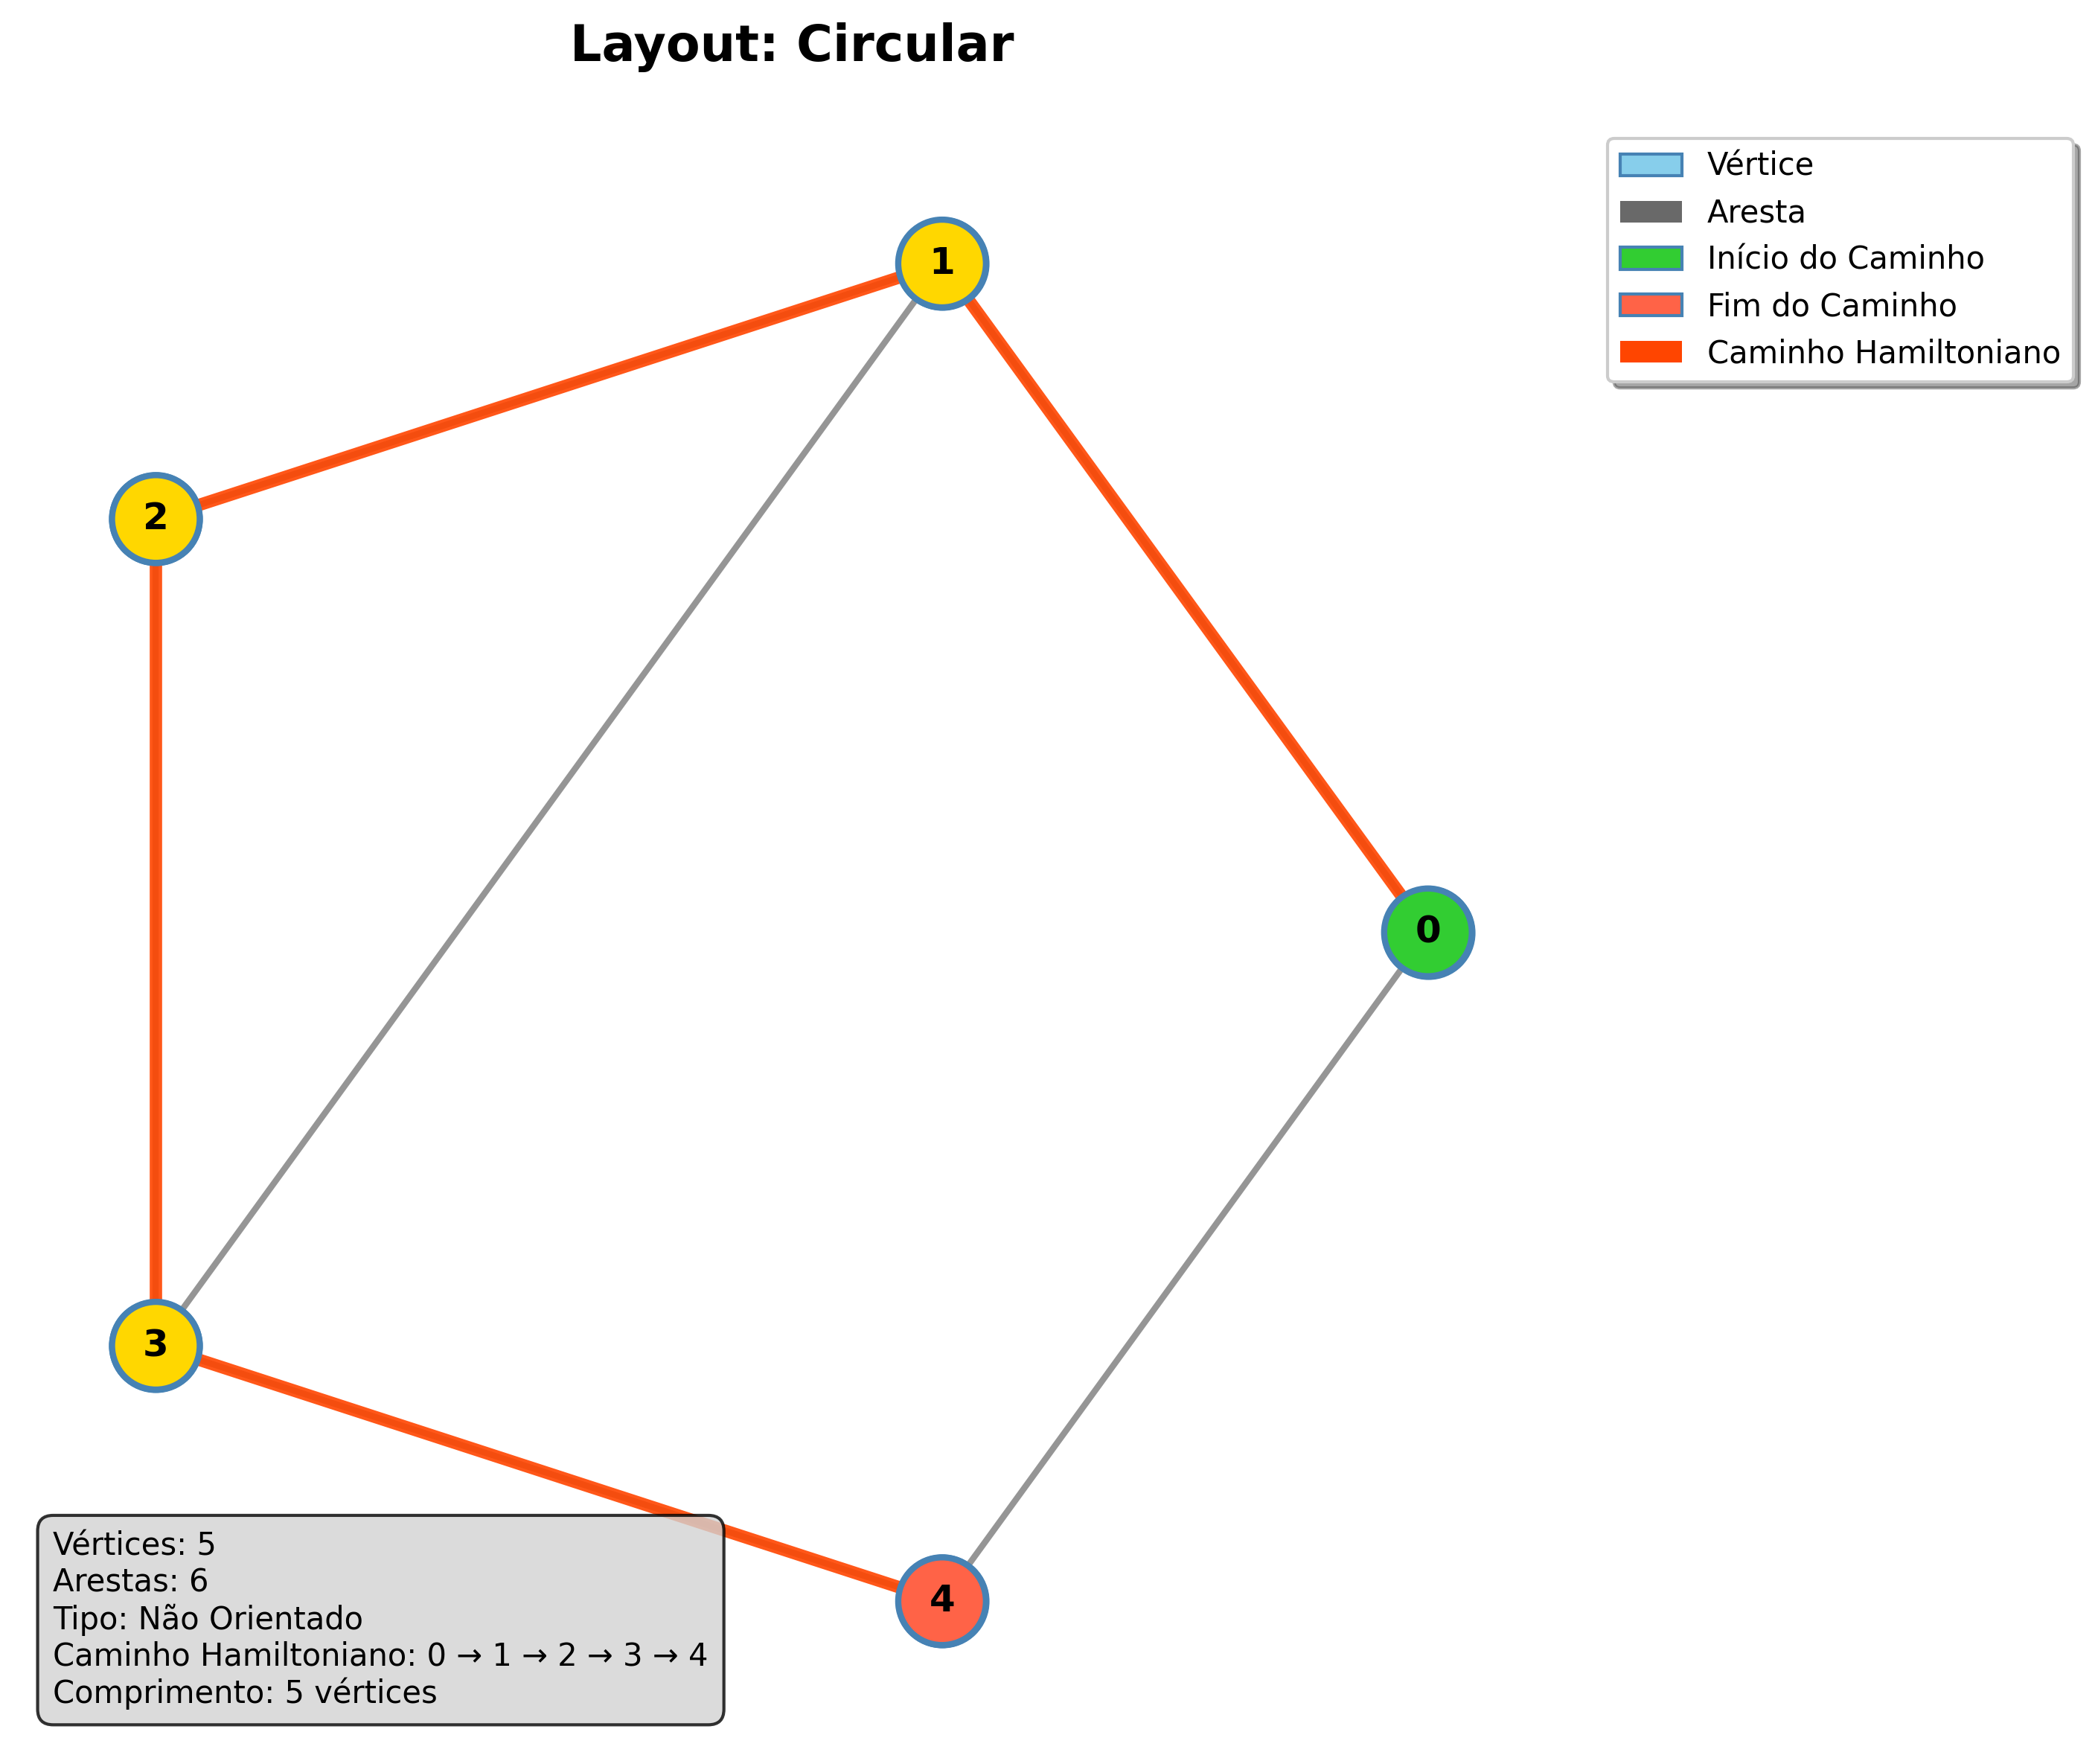 Layout: Circular
Vértice
Aresta
Início do Caminho
Fim do Caminho
Caminho Hamiltoniano
1
2
0
3
4
Vértices: 5
Arestas: 6
Tipo: Não Orientado
Caminho Hamiltoniano: 0 → 1 → 2 → 3 → 4
Comprimento: 5 vértices